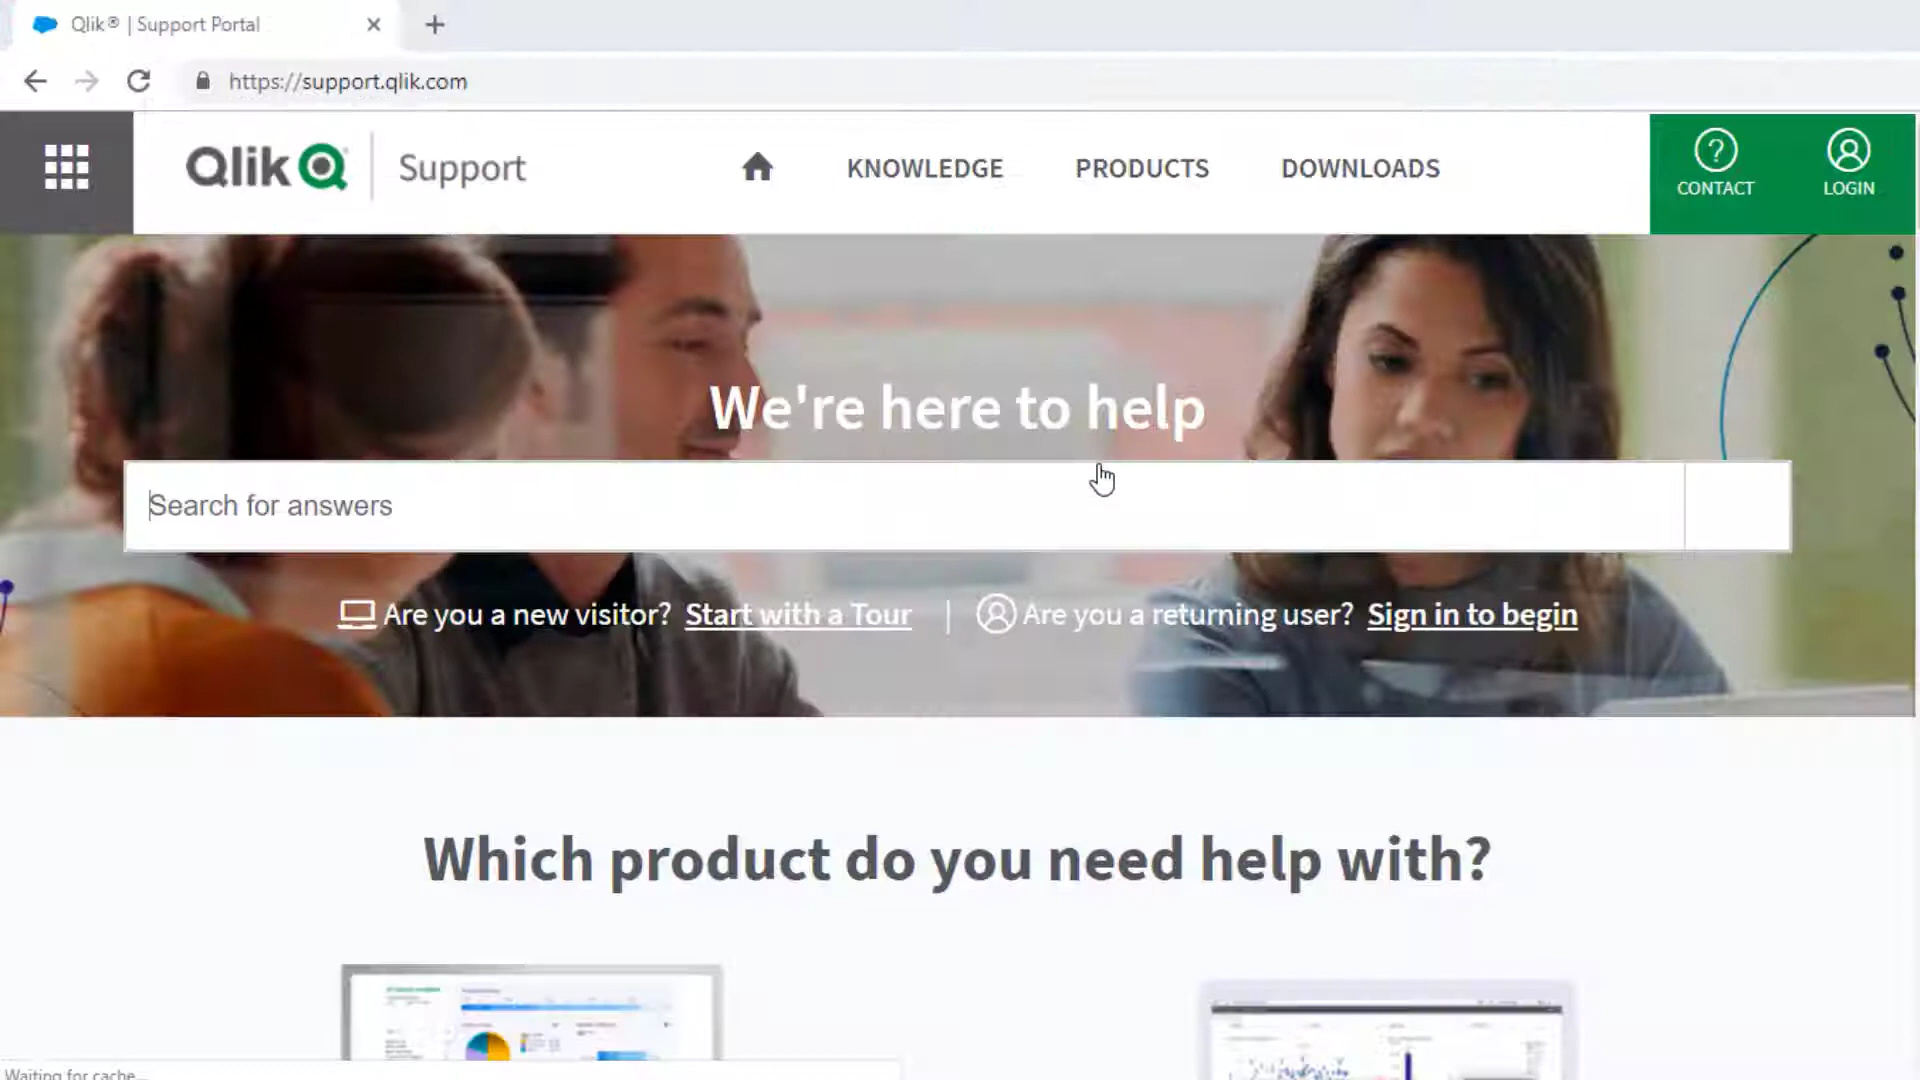 Qlik® | Support Portal
https://support.qlik.com
Qlik
Support
KNOWLEDGE
PRODUCTS
DOWNLOADS
CONTACT
LOGIN
We're here to help
Search for answers
Are you a new visitor? Start with a Tour | Are you a returning user? Sign in to begin
Which product do you need help with?
Waiting for cache...